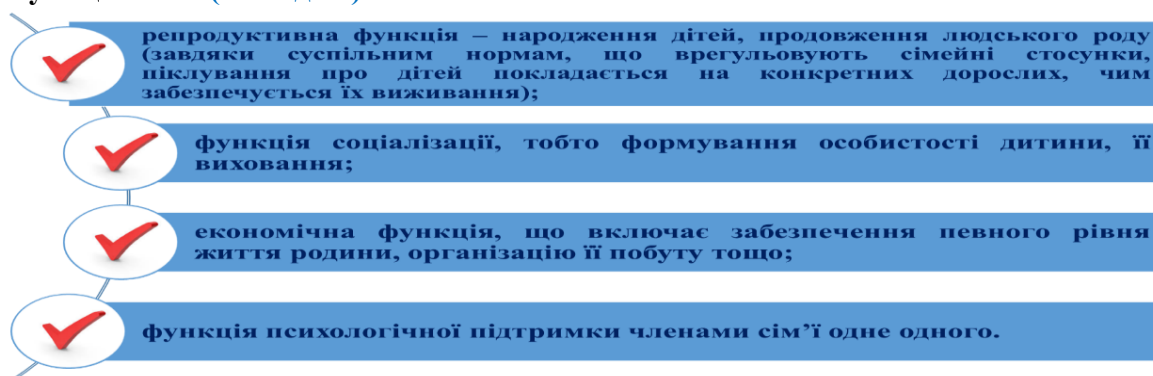 репродуктивна функція – народження дітей, продовження людського роду
(завдяки суспільним нормам, що врегульовують сімейні стосунки,
піклування про дітей покладається на конкретних дорослих, чим
забезпечується їх виживання);
функція соціалізації, тобто формування особистості дитини, її
виховання;
економічна функція, що включає забезпечення певного рівня
життя родини, організацію її побуту тощо;
функція психологічної підтримки членами сім’ї одне одного.